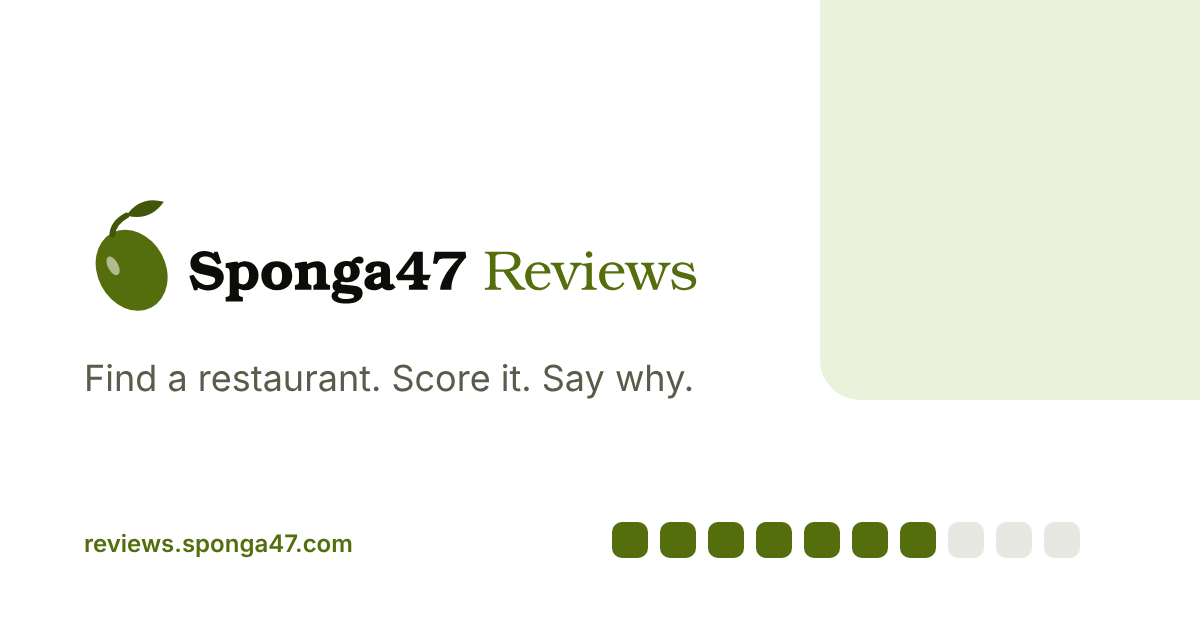 Sponga47 Reviews
Find a restaurant. Score it. Say why.
reviews.sponga47.com